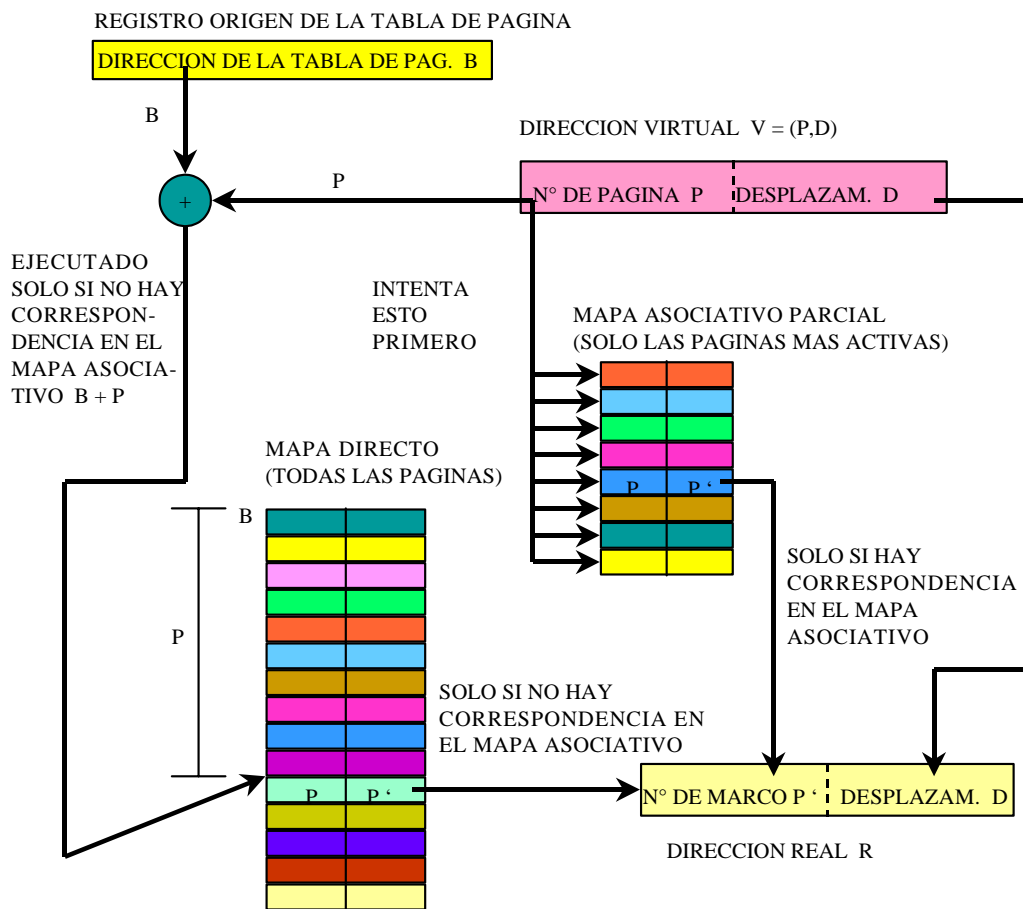 REGISTRO ORIGEN DE LA TABLA DE PAGINA
DIRECCION DE LA TABLA DE PAG. B
B
DIRECCION VIRTUAL V = (P,D)
P
N° DE PAGINA P
DESPLAZAM. D
+
EJECUTADO
SOLO SI NO HAY
CORRESPON-
DENCIA EN EL
MAPA ASOCIA-
TIVO B + P
INTENTA
ESTO
PRIMERO
MAPA ASOCIATIVO PARCIAL
(SOLO LAS PAGINAS MAS ACTIVAS)
P P ‘
MAPA DIRECTO
(TODAS LAS PAGINAS)
B
P
SOLO SI HAY
CORRESPONDENCIA
EN EL MAPA
ASOCIATIVO
SOLO SI NO HAY
CORRESPONDENCIA EN
EL MAPA ASOCIATIVO
P P ‘
N° DE MARCO P ‘
DESPLAZAM. D
DIRECCION REAL R